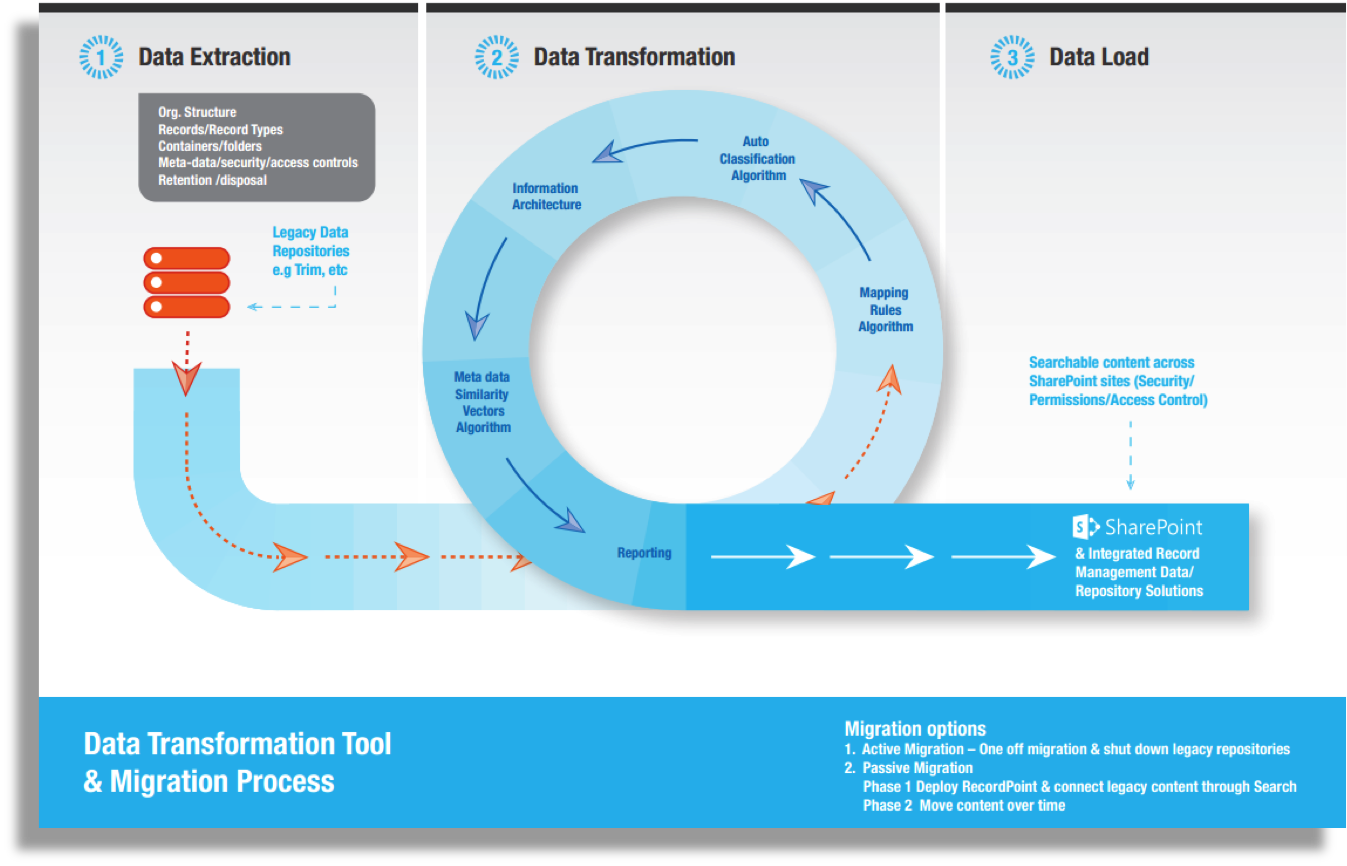 1 Data Extraction
Org. Structure
Records/Record Types
Containers/folders
Meta-data/security/access controls
Retention /disposal
Legacy Data
Repositories
e.g Trim, etc
2 Data Transformation
Auto
Classification
Algorithm
Information
Architecture
Mapping
Rules
Algorithm
Meta data
Similarity
Vectors
Algorithm
Reporting
3 Data Load
Searchable content across
SharePoint sites (Security/
Permissions/Access Control)
S SharePoint
& Integrated Record
Management Data/
Repository Solutions
Data Transformation Tool
& Migration Process
Migration options
1. Active Migration – One off migration & shut down legacy repositories
2. Passive Migration
Phase 1 Deploy RecordPoint & connect legacy content through Search
Phase 2 Move content over time